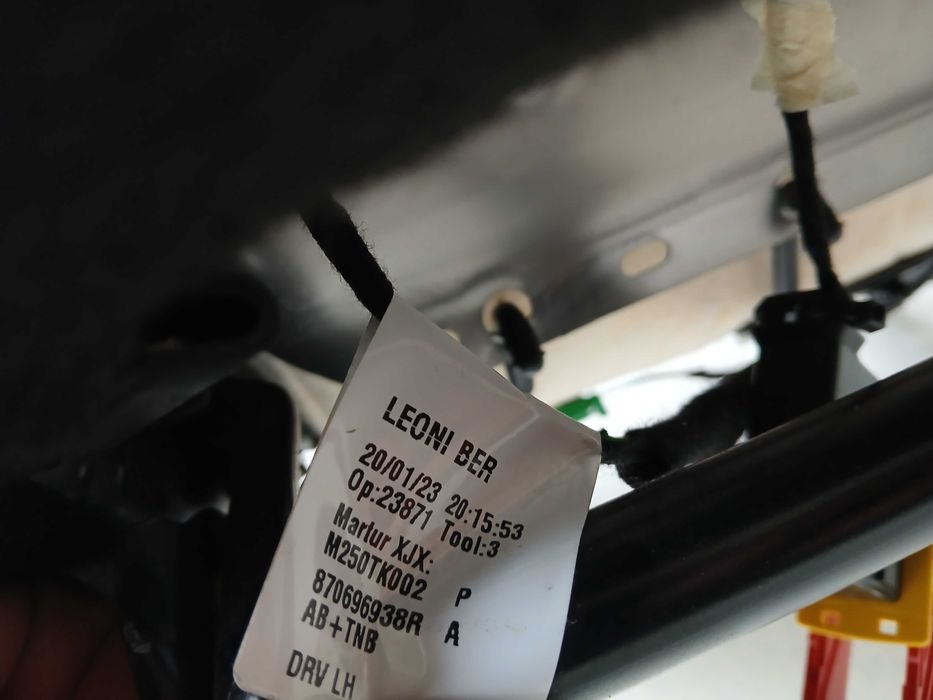 LEONI BER
20/01/23 20:15:53
Op:23871 Tool:3
Martur XJX:
M250TK002 P
870696938R A
AB+TNB
DRV LH